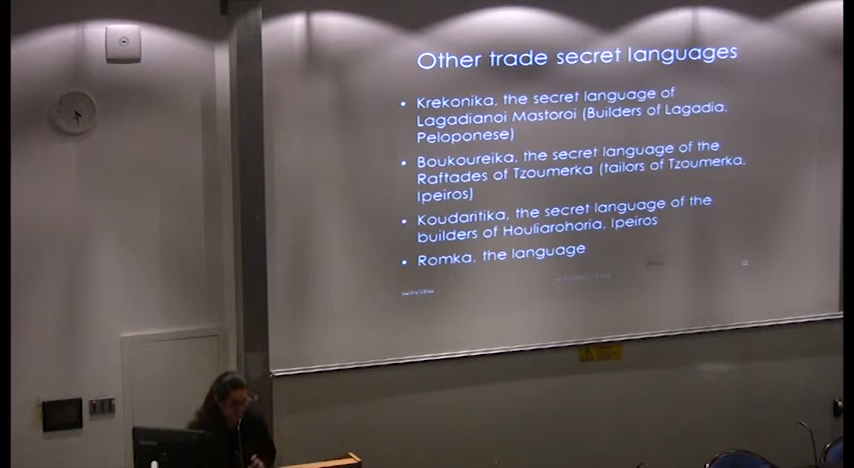 Other trade secret languages
• Krekonika, the secret language of
Lagadianoi Mastoroi (Builders of Lagadia,
Peloponese)
• Boukoureika, the secret language of the
Raftades of Tzoumerka (tailors of Tzoumerka,
Ipeiros)
• Koudaritika, the secret language of the
builders of Houliarohoria, Ipeiros
• Romka, the language